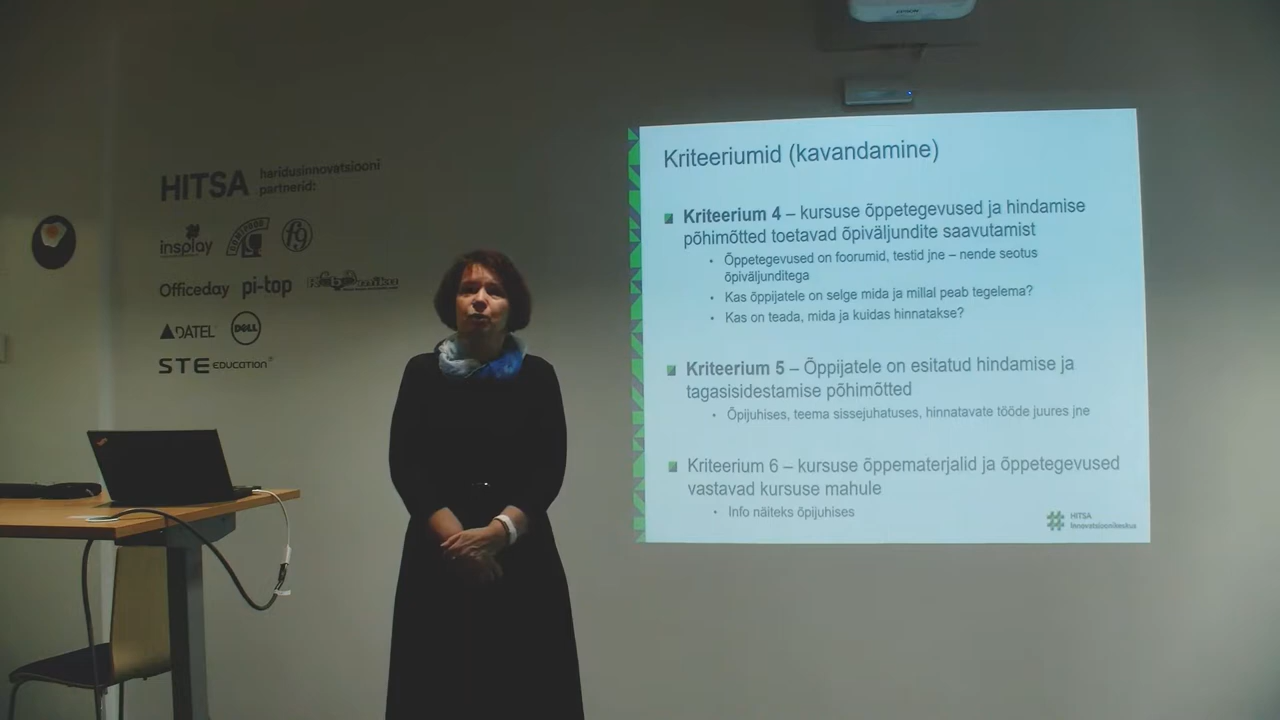 EPSON
HITSA haridusinnovatsiooni
partnerid:
insplay
f9
Officeday pi-top
DATEL DELL
STE EDUCATION
Kriteeriumid (kavandamine)
Kriteerium 4 – kursuse õppetegevused ja hindamise
põhimõtted toetavad õpiväljundite saavutamist
Õppetegevused on foorumid, testid jne – nende seotus
õpiväljunditega
Kas õppijatele on selge mida ja millal peab tegelema?
Kas on teada, mida ja kuidas hinnatakse?
Kriteerium 5 – Õppijatele on esitatud hindamise ja
tagasisidestamise põhimõtted
Õpijuhises, teema sissejuhatuses, hinnatavate tööde juures jne
Kriteerium 6 – kursuse õppematerjalid ja õppetegevused
vastavad kursuse mahule
Info näiteks õpijuhises
HITSA
Innovatsioonikeskus